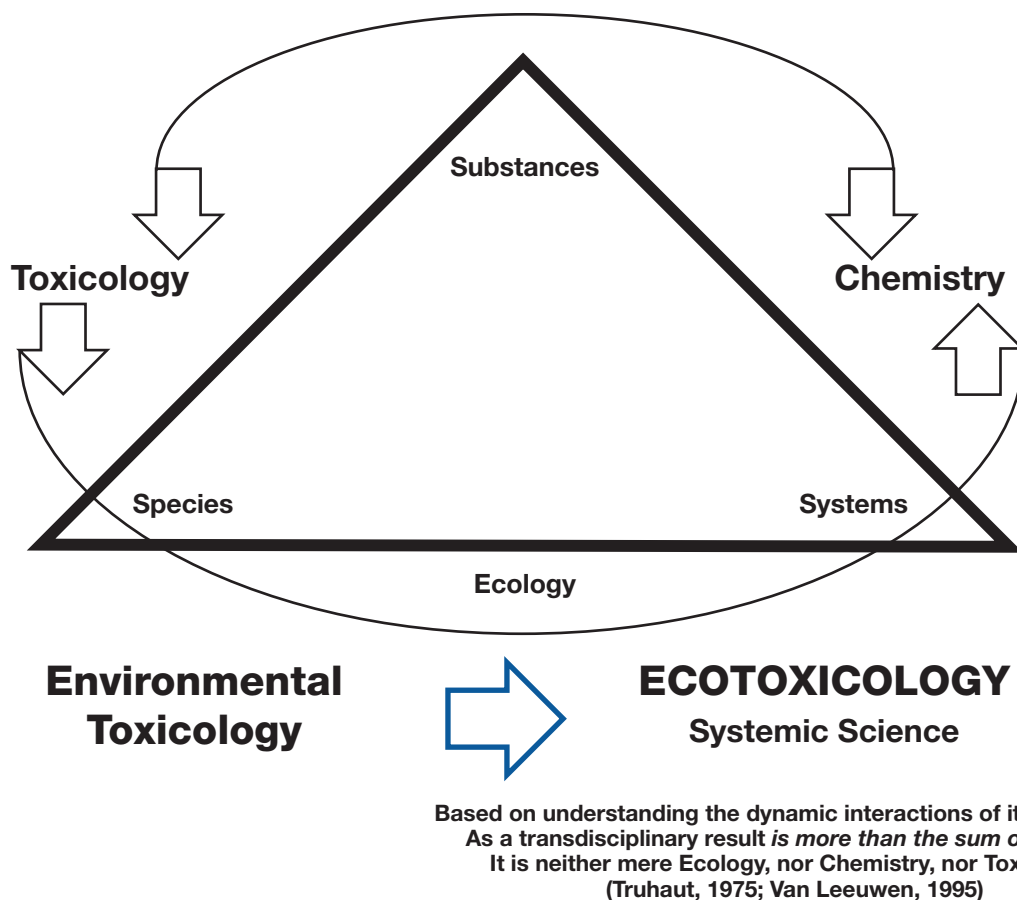 Substances
Toxicology
Chemistry
Species
Systems
Ecology
Environmental
Toxicology
ECOTOXICOLOGY
Systemic Science
Based on understanding the dynamic interactions of
As a transdisciplinary result is more than the sum
It is neither mere Ecology, nor Chemistry, nor
(Truhaut, 1975; Van Leeuwen, 1995)